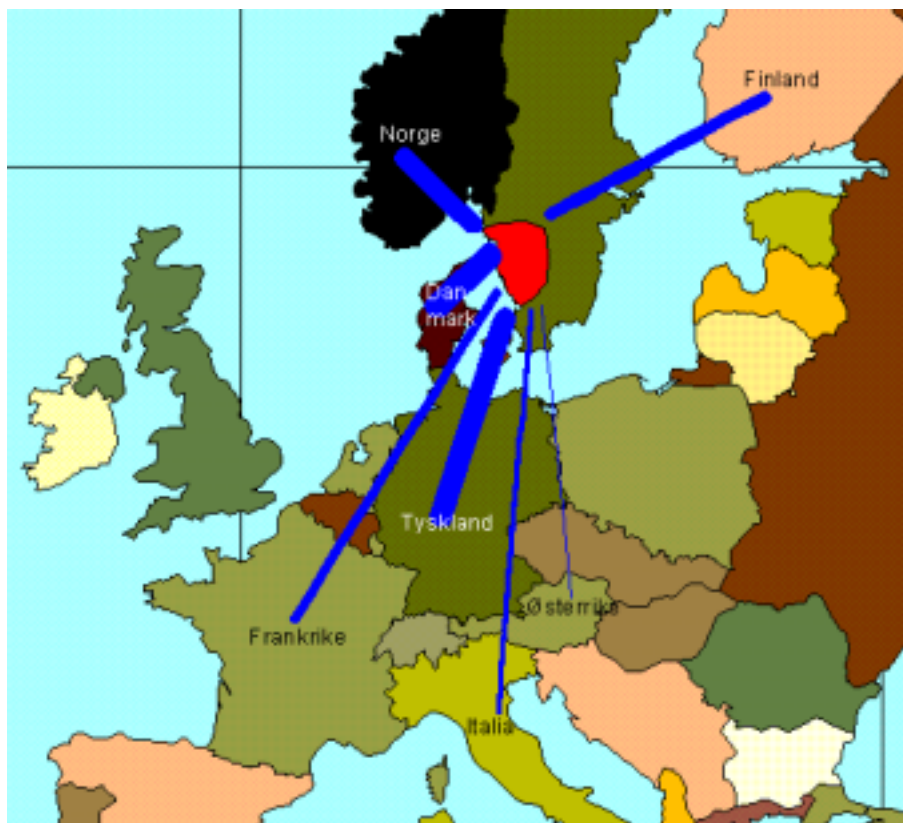 Finland
Norge
Dan-
mark
Tyskland
Østerrike
Frankrike
Italia